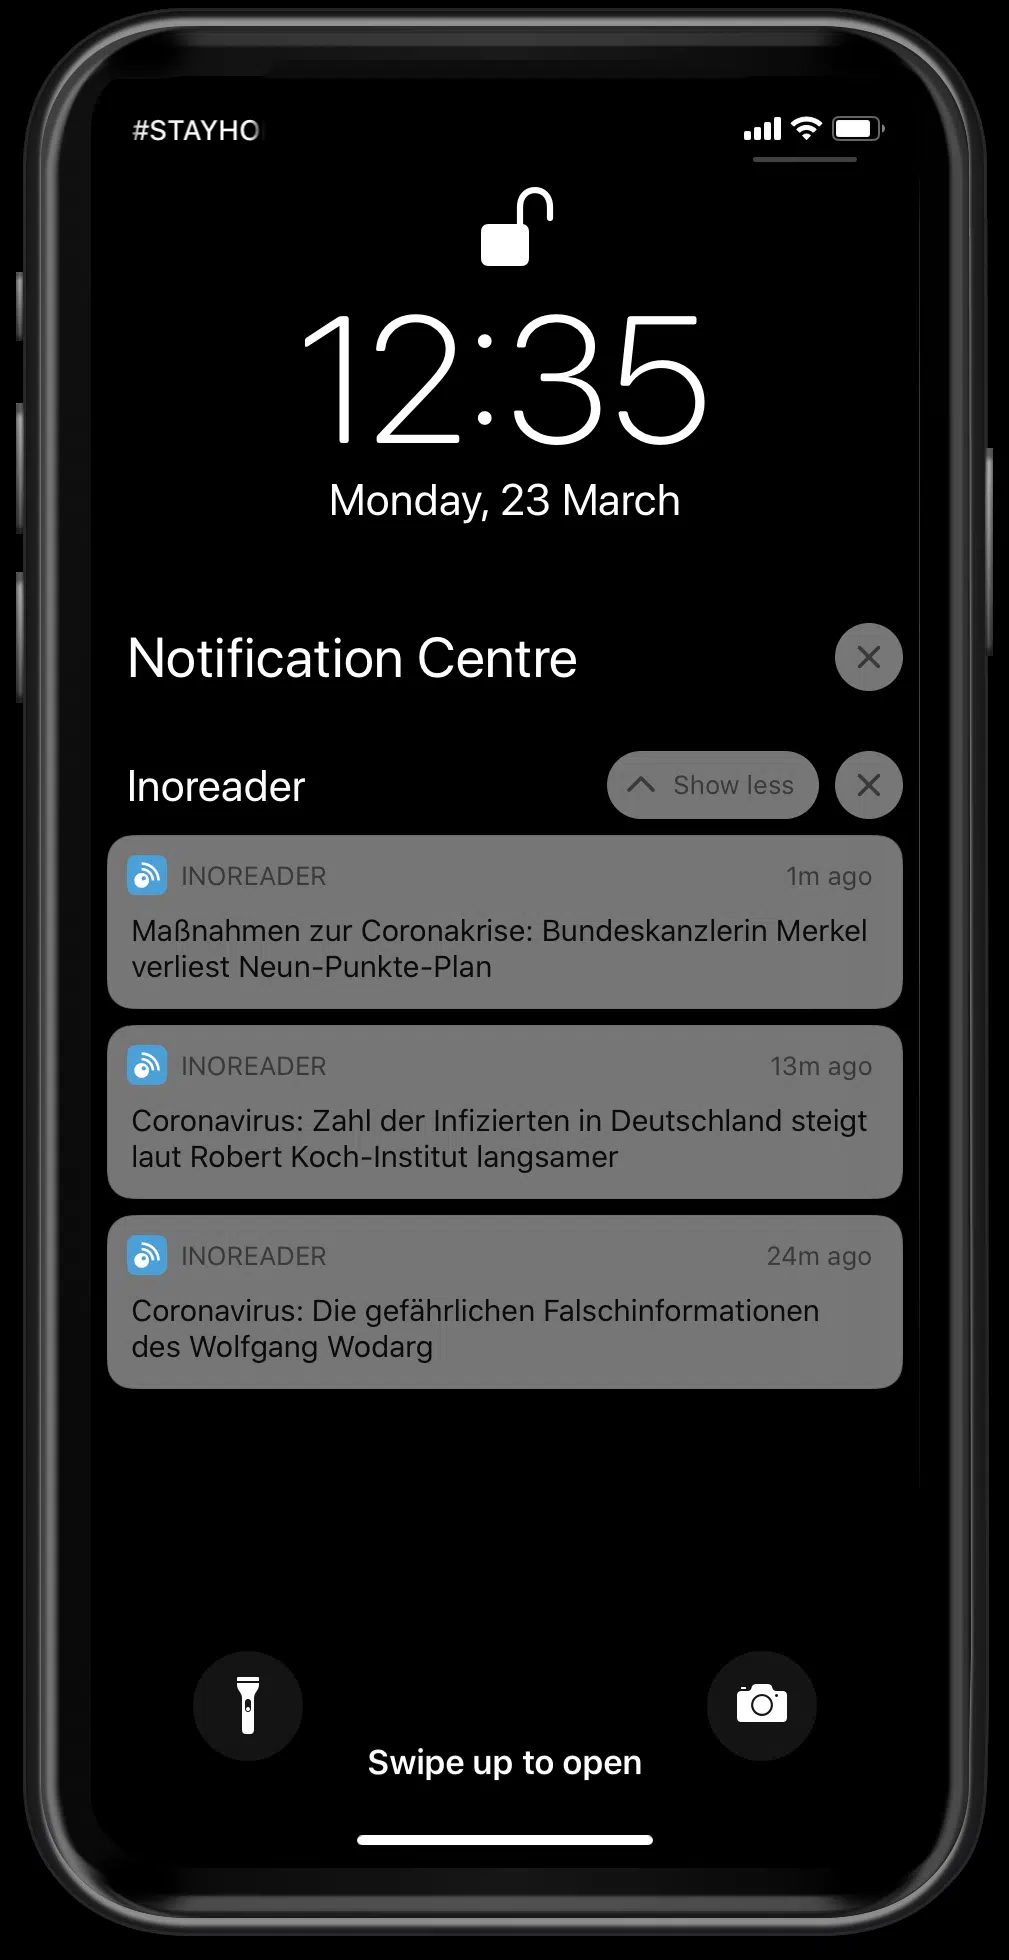 #STAYHO
12:35
Monday, 23 March
Notification Centre
Inoreader
Show less
INOREADER
1m ago
Maßnahmen zur Coronakrise: Bundeskanzlerin Merkel
verliest Neun-Punkte-Plan
INOREADER
13m ago
Coronavirus: Zahl der Infizierten in Deutschland steigt
laut Robert Koch-Institut langsamer
INOREADER
24m ago
Coronavirus: Die gefährlichen Falschinformationen
des Wolfgang Wodarg
Swipe up to open